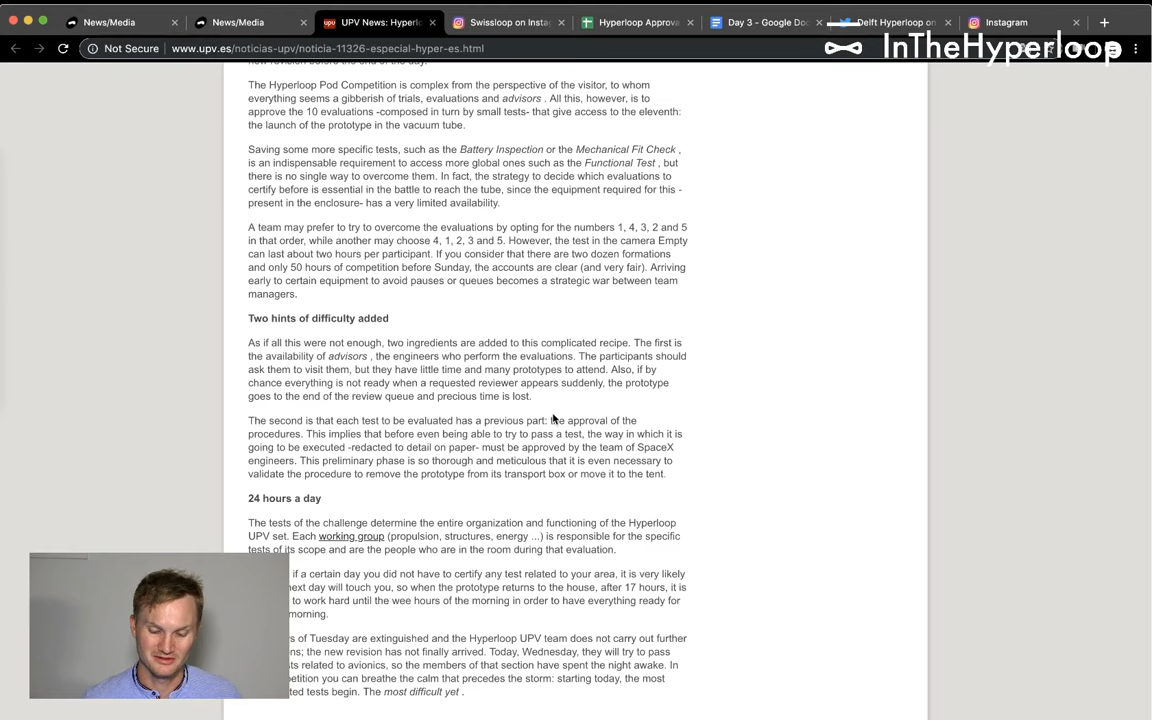 News/Media
News/Media
UPV News: Hyperl
Swissloop on Insta
Hyperloop Approva
Day 3 - Google Do
Delft Hyperloop on
Instagram
Not Secure
www.upv.es/noticias-upv/noticia-11326-especial-hyper-es.html
InTheHyperloop
new revision before the end of the day.
The Hyperloop Pod Competition is complex from the perspective of the visitor, to whom
everything seems a gibberish of trials, evaluations and advisors . All this, however, is to
approve the 10 evaluations -composed in turn by small tests- that give access to the eleventh:
the launch of the prototype in the vacuum tube.
Saving some more specific tests, such as the Battery Inspection or the Mechanical Fit Check ,
is an indispensable requirement to access more global ones such as the Functional Test , but
there is no single way to overcome them. In fact, the strategy to decide which evaluations to
certify before is essential in the battle to reach the tube, since the equipment required for this -
present in the enclosure- has a very limited availability.
A team may prefer to try to overcome the evaluations by opting for the numbers 1, 4, 3, 2 and 5
in that order, while another may choose 4, 1, 2, 3 and 5. However, the test in the camera Empty
can last about two hours per participant. If you consider that there are two dozen formations
and only 50 hours of competition before Sunday, the accounts are clear (and very fair). Arriving
early to certain equipment to avoid pauses or queues becomes a strategic war between team
managers.
Two hints of difficulty added
As if all this were not enough, two ingredients are added to this complicated recipe. The first is
the availability of advisors , the engineers who perform the evaluations. The participants should
ask them to visit them, but they have little time and many prototypes to attend. Also, if by
chance everything is not ready when a requested reviewer appears suddenly, the prototype
goes to the end of the review queue and precious time is lost.
The second is that each test to be evaluated has a previous part: the approval of the
procedures. This implies that before even being able to try to pass a test, the way in which it is
going to be executed -redacted to detail on paper- must be approved by the team of SpaceX
engineers. This preliminary phase is so thorough and meticulous that it is even necessary to
validate the procedure to remove the prototype from its transport box or move it to the tent.
24 hours a day
The tests of the challenge determine the entire organization and functioning of the Hyperloop
UPV set. Each working group (propulsion, structures, energy ...) is responsible for the specific
tests of its scope and are the people who are in the room during that evaluation.
if a certain day you did not have to certify any test related to your area, it is very likely
next day will touch you, so when the prototype returns to the house, after 17 hours, it is
to work hard until the wee hours of the morning in order to have everything ready for
morning.
of Tuesday are extinguished and the Hyperloop UPV team does not carry out further
the new revision has not finally arrived. Today, Wednesday, they will try to pass
related to avionics, so the members of that section have spent the night awake. In
you can breathe the calm that precedes the storm: starting today, the most
tests begin. The most difficult yet .